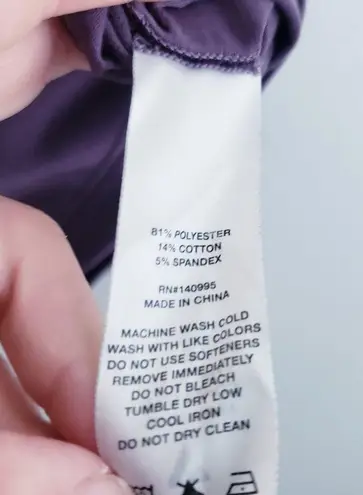 81% POLYESTER
14% COTTON
5% SPANDEX
RN#140995
MADE IN CHINA
MACHINE WASH COLD
WASH WITH LIKE COLORS
DO NOT USE SOFTENERS
REMOVE IMMEDIATELY
DO NOT BLEACH
TUMBLE DRY LOW
COOL IRON
DO NOT DRY CLEAN